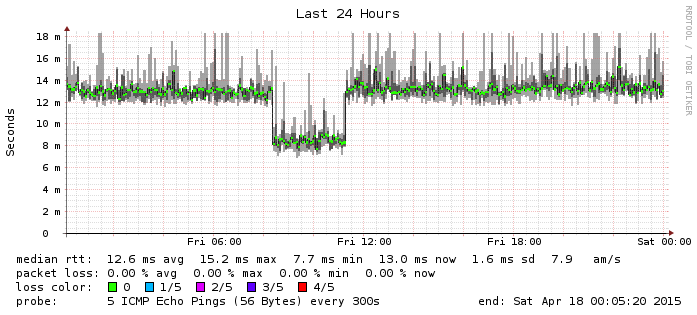 Last 24 Hours
RRDTOOL / TOBI OETIKER
Seconds
18 m
16 m
14 m
12 m
10 m
8 m
6 m
4 m
2 m
0
Fri 06:00 Fri 12:00 Fri 18:00 Sat 00:00
median rtt: 12.6 ms avg 15.2 ms max 7.7 ms min 13.0 ms now 1.6 ms sd 7.9 am/s
packet loss: 0.00 % avg 0.00 % max 0.00 % min 0.00 % now
loss color: 0 1/5 2/5 3/5 4/5
probe: 5 ICMP Echo Pings (56 Bytes) every 300s end: Sat Apr 18 00:05:20 2015